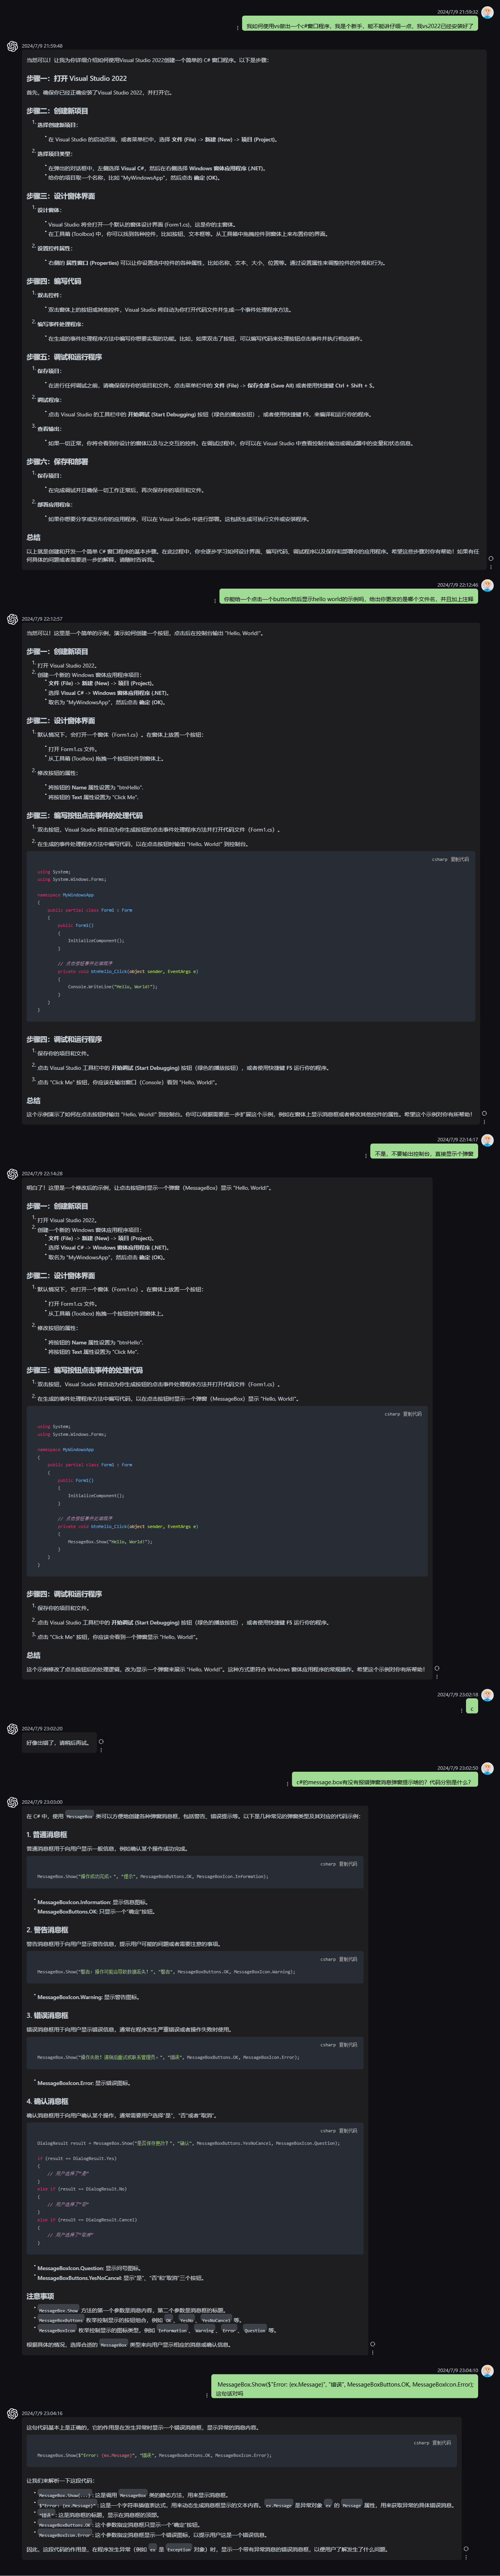 2024/7/9 21:59:32
我如何使用vs做出一个c#窗口程序，我是个新手，能不能讲仔细一点，我vs2022已经安装好了
2024/7/9 21:59:48
当然可以！让我为你详细介绍如何使用Visual Studio 2022创建一个简单的 C# 窗口程序。以下是步骤：
步骤一：打开 Visual Studio 2022
首先，确保你已经正确安装了Visual Studio 2022，并打开它。
步骤二：创建新项目
1. 选择创建新项目：
• 在 Visual Studio 的启动页面，或者菜单栏中，选择 文件 (File) -> 新建 (New) -> 项目 (Project)。
2. 选择项目类型：
• 在弹出的对话框中，左侧选择 Visual C#，然后在右侧选择 Windows 窗体应用程序 (.NET)。
• 给你的项目取一个名称，比如 "MyWindowsApp"，然后点击 确定 (OK)。
步骤三：设计窗体界面
1. 设计窗体：
• Visual Studio 将会打开一个默认的窗体设计界面 (Form1.cs)，这是你的主窗体。
• 在工具箱 (Toolbox) 中，你可以找到各种控件，比如按钮、文本框等。从工具箱中拖拽控件到窗体上来布置你的界面。
2. 设置控件属性：
• 右侧的 属性窗口 (Properties) 可以让你设置选中控件的各种属性，比如名称、文本、大小、位置等。通过设置属性来调整控件的外观和行为。
步骤四：编写代码
1. 双击控件：
• 双击窗体上的按钮或其他控件，Visual Studio 将自动为你打开代码文件并生成一个事件处理程序方法。
2. 编写事件处理程序：
• 在生成的事件处理程序方法中编写你想要实现的功能。比如，如果双击了按钮，可以编写代码来处理按钮点击事件并执行相应操作。
步骤五：调试和运行程序
1. 保存项目：
• 在进行任何调试之前，请确保保存你的项目和文件。点击菜单栏中的 文件 (File) -> 保存全部 (Save All) 或者使用快捷键 Ctrl + Shift + S。
2. 调试程序：
• 点击 Visual Studio 的工具栏中的 开始调试 (Start Debugging) 按钮（绿色的播放按钮），或者使用快捷键 F5，来编译和运行你的程序。
3. 查看输出：
• 如果一切正常，你将会看到你设计的窗体以及与之交互的控件。在调试过程中，你可以在 Visual Studio 中查看控制台输出或调试器中的变量和状态信息。
步骤六：保存和部署
1. 保存项目：
• 在完成调试并且确保一切工作正常后，再次保存你的项目和文件。
2. 部署应用程序：
• 如果你想要分享或发布你的应用程序，可以在 Visual Studio 中进行部署。这包括生成可执行文件或安装程序。
总结
以上就是创建和开发一个简单 C# 窗口程序的基本步骤。在此过程中，你会逐步学习如何设计界面、编写代码、调试程序以及保存和部署你的应用程序。希望这些步骤对你有帮助！如果有任何具体的问题或者需要进一步的解释，请随时告诉我。
2024/7/9 22:12:46
你能给一个点击一个button然后显示hello world的示例吗，给出你更改的是哪个文件名，并且加上注释
2024/7/9 22:12:57
当然可以！这里是一个简单的示例，演示如何创建一个按钮，点击后在控制台输出 "Hello, World!"。
步骤一：创建新项目
1. 打开 Visual Studio 2022。
2. 创建一个新的 Windows 窗体应用程序项目：
• 文件 (File) -> 新建 (New) -> 项目 (Project)。
• 选择 Visual C# -> Windows 窗体应用程序 (.NET)。
• 取名为 "MyWindowsApp"，然后点击 确定 (OK)。
步骤二：设计窗体界面
1. 默认情况下，会打开一个窗体（Form1.cs）。在窗体上放置一个按钮：
• 打开 Form1.cs 文件。
• 从工具箱 (Toolbox) 拖拽一个按钮控件到窗体上。
2. 修改按钮的属性：
• 将按钮的 Name 属性设置为 "btnHello".
• 将按钮的 Text 属性设置为 "Click Me".
步骤三：编写按钮点击事件的处理代码
1. 双击按钮，Visual Studio 将自动为你生成按钮的点击事件处理程序方法并打开代码文件（Form1.cs）。
2. 在生成的事件处理程序方法中编写代码，以在点击按钮时输出 "Hello, World!" 到控制台。
csharp 复制代码
using System;
using System.Windows.Forms;
namespace MyWindowsApp
{
public partial class Form1 : Form
{
public Form1()
{
InitializeComponent();
}
// 点击按钮事件处理程序
private void btnHello_Click(object sender, EventArgs e)
{
Console.WriteLine("Hello, World!");
}
}
}
步骤四：调试和运行程序
1. 保存你的项目和文件。
2. 点击 Visual Studio 工具栏中的 开始调试 (Start Debugging) 按钮（绿色的播放按钮），或者使用快捷键 F5 运行你的程序。
3. 点击 "Click Me" 按钮，你应该在输出窗口（Console）看到 "Hello, World!"。
总结
这个示例演示了如何在点击按钮时输出 "Hello, World!" 到控制台。你可以根据需要进一步扩展这个示例，例如在窗体上显示消息框或者修改其他控件的属性。希望这个示例对你有所帮助！
2024/7/9 22:14:17
不是，不要输出控制台，直接显示个弹窗
2024/7/9 22:14:28
明白了！这里是一个修改后的示例，让点击按钮时显示一个弹窗（MessageBox）显示 "Hello, World!"。
步骤一：创建新项目
1. 打开 Visual Studio 2022。
2. 创建一个新的 Windows 窗体应用程序项目：
• 文件 (File) -> 新建 (New) -> 项目 (Project)。
• 选择 Visual C# -> Windows 窗体应用程序 (.NET)。
• 取名为 "MyWindowsApp"，然后点击 确定 (OK)。
步骤二：设计窗体界面
1. 默认情况下，会打开一个窗体（Form1.cs）。在窗体上放置一个按钮：
• 打开 Form1.cs 文件。
• 从工具箱 (Toolbox) 拖拽一个按钮控件到窗体上。
2. 修改按钮的属性：
• 将按钮的 Name 属性设置为 "btnHello".
• 将按钮的 Text 属性设置为 "Click Me".
步骤三：编写按钮点击事件的处理代码
1. 双击按钮，Visual Studio 将自动为你生成按钮的点击事件处理程序方法并打开代码文件（Form1.cs）。
2. 在生成的事件处理程序方法中编写代码，以在点击按钮时显示一个弹窗（MessageBox）显示 "Hello, World!"。
csharp 复制代码
using System;
using System.Windows.Forms;
namespace MyWindowsApp
{
public partial class Form1 : Form
{
public Form1()
{
InitializeComponent();
}
// 点击按钮事件处理程序
private void btnHello_Click(object sender, EventArgs e)
{
MessageBox.Show("Hello, World!");
}
}
}
步骤四：调试和运行程序
1. 保存你的项目和文件。
2. 点击 Visual Studio 工具栏中的 开始调试 (Start Debugging) 按钮（绿色的播放按钮），或者使用快捷键 F5 运行你的程序。
3. 点击 "Click Me" 按钮，你应该会看到一个弹窗显示 "Hello, World!"。
总结
这个示例修改了点击按钮后的处理逻辑，改为显示一个弹窗来展示 "Hello, World!"。这种方式更符合 Windows 窗体应用程序的常规操作。希望这个示例对你有所帮助！
2024/7/9 23:02:18
c
2024/7/9 23:02:20
好像出错了，请稍后再试。
2024/7/9 23:02:50
c#的message.box有没有报错弹窗消息弹窗提示啥的？代码分别是什么？
2024/7/9 23:03:00
在 C# 中，使用 MessageBox 类可以方便地创建各种弹窗消息框，包括警告、错误提示等。以下是几种常见的弹窗类型及其对应的代码示例：
1. 普通消息框
普通消息框用于向用户显示一般信息，例如确认某个操作成功完成。
csharp 复制代码
MessageBox.Show("操作成功完成。", "提示", MessageBoxButtons.OK, MessageBoxIcon.Information);
• MessageBoxIcon.Information: 显示信息图标。
• MessageBoxButtons.OK: 只显示一个“确定”按钮。
2. 警告消息框
警告消息框用于向用户显示警告信息，提示用户可能的问题或者需要注意的事项。
csharp 复制代码
MessageBox.Show("警告：操作可能会导致数据丢失！", "警告", MessageBoxButtons.OK, MessageBoxIcon.Warning);
• MessageBoxIcon.Warning: 显示警告图标。
3. 错误消息框
错误消息框用于向用户显示错误信息，通常在程序发生严重错误或者操作失败时使用。
csharp 复制代码
MessageBox.Show("操作失败！请稍后重试或联系管理员。", "错误", MessageBoxButtons.OK, MessageBoxIcon.Error);
• MessageBoxIcon.Error: 显示错误图标。
4. 确认消息框
确认消息框用于向用户确认某个操作，通常需要用户选择“是”、“否”或者“取消”。
csharp 复制代码
DialogResult result = MessageBox.Show("是否保存更改？", "确认", MessageBoxButtons.YesNoCancel, MessageBoxIcon.Question);
if (result == DialogResult.Yes)
{
// 用户选择了“是”
}
else if (result == DialogResult.No)
{
// 用户选择了“否”
}
else if (result == DialogResult.Cancel)
{
// 用户选择了“取消”
}
• MessageBoxIcon.Question: 显示问号图标。
• MessageBoxButtons.YesNoCancel: 显示“是”、“否”和“取消”三个按钮。
注意事项
• MessageBox.Show 方法的第一个参数是消息内容，第二个参数是消息框的标题。
• MessageBoxButtons 枚举控制显示的按钮组合，例如 OK 、 YesNo 、 YesNoCancel 等。
• MessageBoxIcon 枚举控制显示的图标类型，例如 Information 、 Warning 、 Error 、 Question 等。
根据具体的情况，选择合适的 MessageBox 类型来向用户显示相应的消息或确认信息。
2024/7/9 23:04:10
MessageBox.Show($"Error: {ex.Message}", "错误", MessageBoxButtons.OK, MessageBoxIcon.Error);
这句话对吗
2024/7/9 23:04:16
这句代码基本上是正确的，它的作用是在发生异常时显示一个错误消息框，显示异常的消息内容。
csharp 复制代码
MessageBox.Show($"Error: {ex.Message}", "错误", MessageBoxButtons.OK, MessageBoxIcon.Error);
让我们来解析一下这段代码：
• MessageBox.Show(...) : 这是调用 MessageBox 类的静态方法，用来显示消息框。
• $"Error: {ex.Message}" : 这是一个字符串插值表达式，用来动态生成消息框显示的文本内容。 ex.Message 是异常对象 ex 的 Message 属性，用来获取异常的具体错误消息。
• "错误" : 这是消息框的标题，显示在消息框的顶部。
• MessageBoxButtons.OK : 这个参数指定消息框只显示一个“确定”按钮。
• MessageBoxIcon.Error : 这个参数指定消息框显示一个错误图标，以提示用户这是一个错误信息。
因此，这段代码的作用是，在程序发生异常（例如 ex 是 Exception 对象）时，显示一个带有异常消息的错误消息框，以便用户了解发生了什么问题。